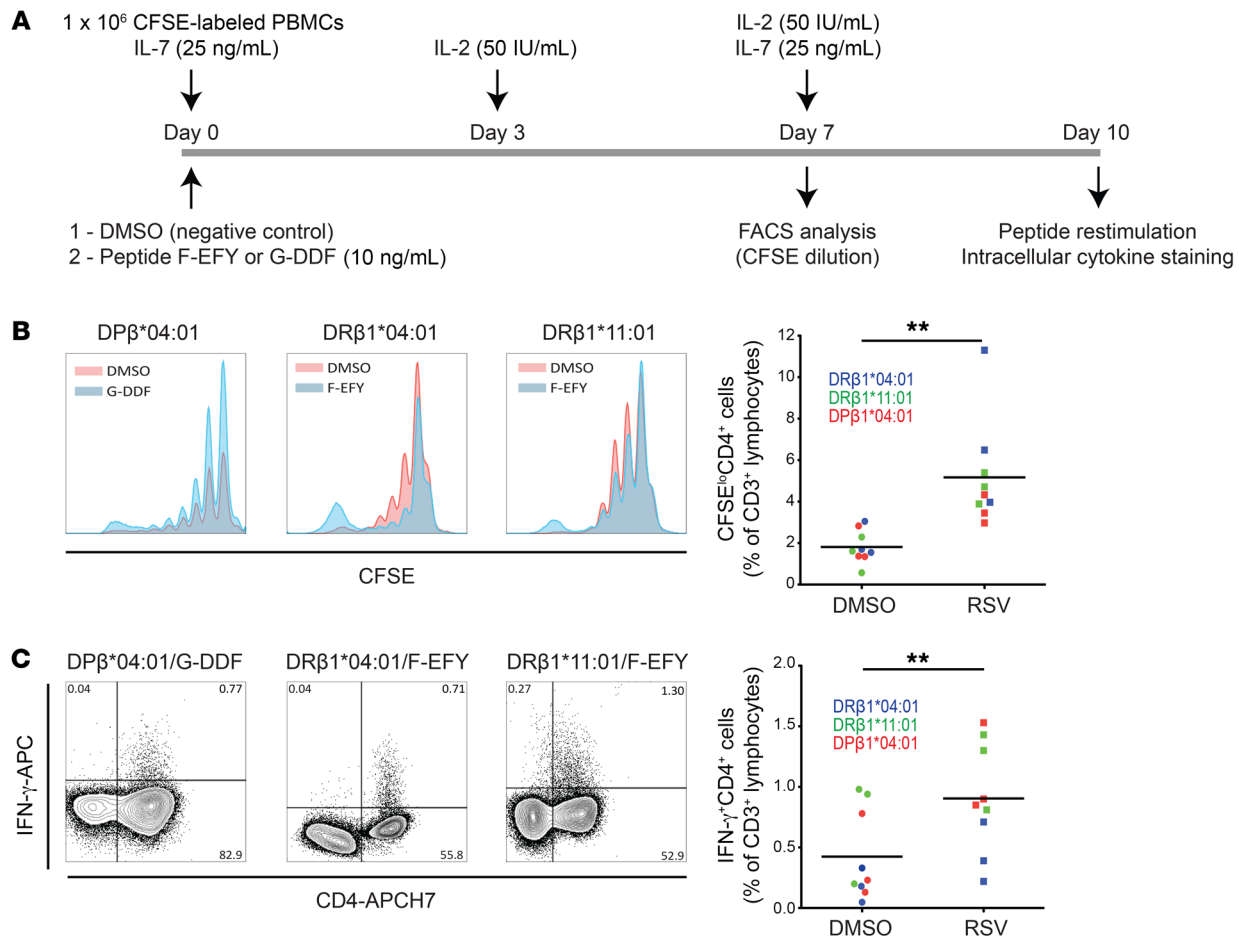 A
1 x 10⁶ CFSE-labeled PBMCs
IL-7 (25 ng/mL)
IL-2 (50 IU/mL)
IL-2 (50 IU/mL)
IL-7 (25 ng/mL)
Day 0
Day 3
Day 7
Day 10
1 - DMSO (negative control)
2 - Peptide F-EFY or G-DDF (10 ng/mL)
FACS analysis
(CFSE dilution)
Peptide restimulation
Intracellular cytokine staining
B
DPβ*04:01
DMSO
G-DDF
DRβ1*04:01
DMSO
F-EFY
DRβ1*11:01
DMSO
F-EFY
CFSE
CFSEˡᵒCD4⁺ cells
(% of CD3⁺ lymphocytes)
12
10
8
6
4
2
0
**
DRβ1*04:01
DRβ1*11:01
DPβ1*04:01
DMSO
RSV
C
DPβ*04:01/G-DDF
0.04
0.77
82.9
DRβ1*04:01/F-EFY
0.04
0.71
55.8
DRβ1*11:01/F-EFY
0.27
1.30
52.9
IFN-γ-APC
CD4-APCH7
IFN-γ⁺CD4⁺ cells
(% of CD3⁺ lymphocytes)
2.0
1.5
1.0
0.5
0.0
**
DRβ1*04:01
DRβ1*11:01
DPβ1*04:01
DMSO
RSV